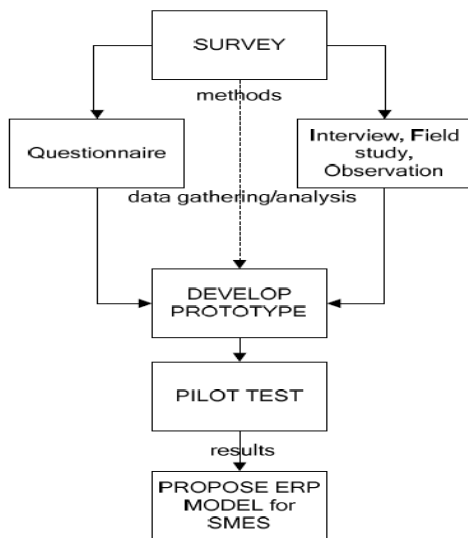 SURVEY
methods
Questionnaire
Interview, Field
study,
Observation
data gathering/analysis
DEVELOP
PROTOTYPE
PILOT TEST
results
PROPOSE ERP
MODEL for
SMES